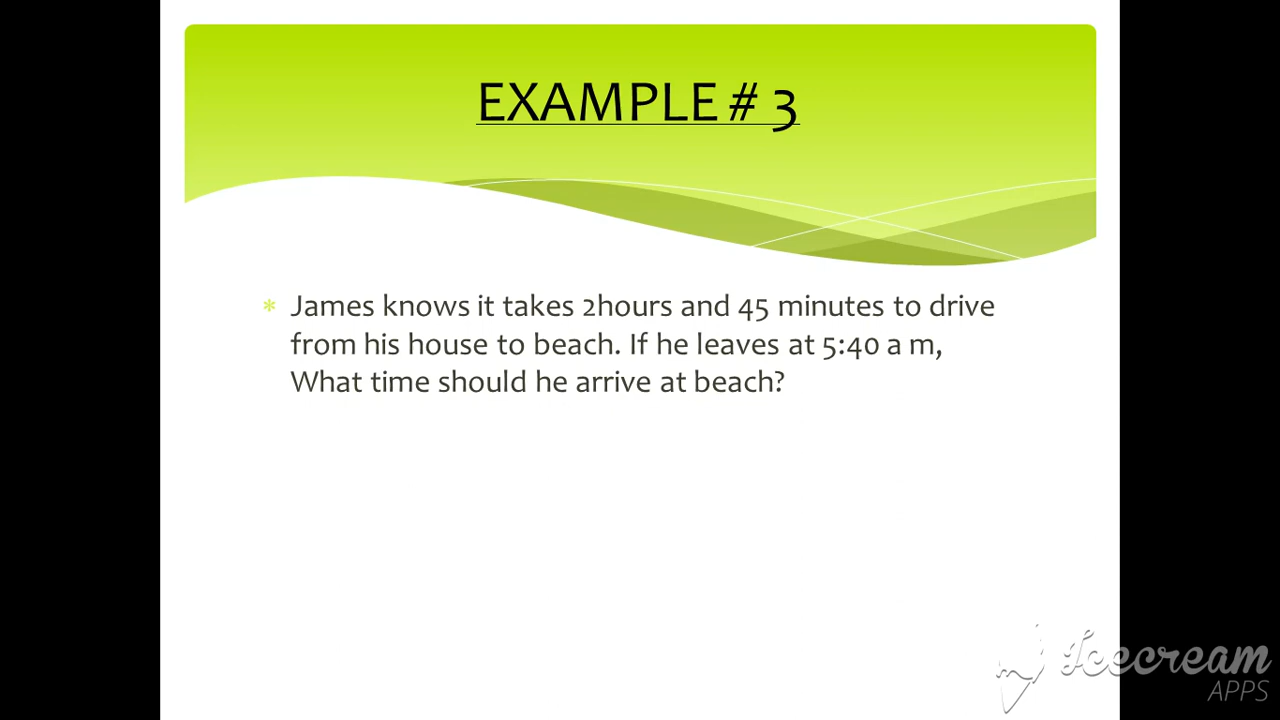 EXAMPLE # 3
James knows it takes 2hours and 45 minutes to drive
from his house to beach. If he leaves at 5:40 a m,
What time should he arrive at beach?
Icecream
APPS